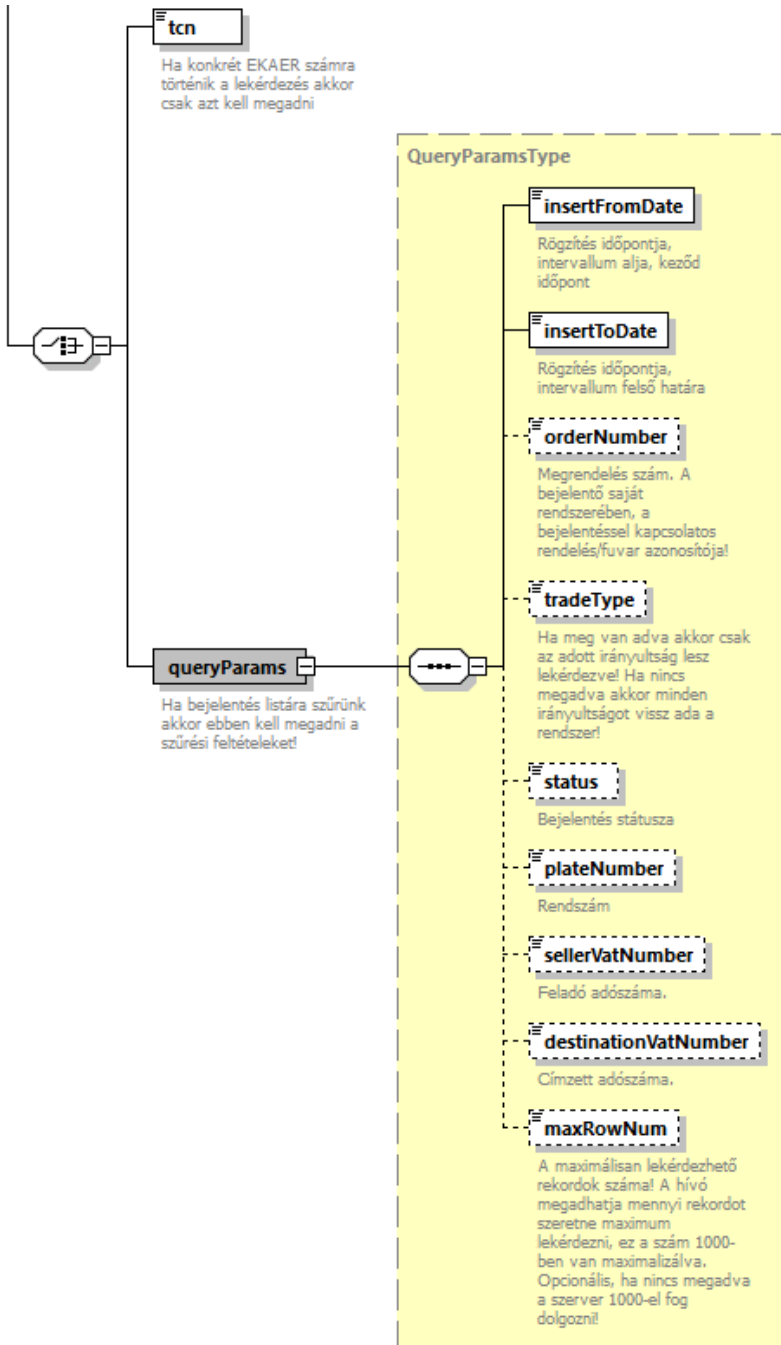 tcn
Ha konkrét EKAER számra
történik a lekérdezés akkor
csak azt kell megadni
QueryParamsType
insertFromDate
Rögzítés időpontja,
intervallum alja, keződ
időpont
insertToDate
Rögzítés időpontja,
intervallum felső határa
orderNumber
Megrendelés szám. A
bejelentő saját
rendszerében, a
bejelentéssel kapcsolatos
rendelés/fuvar azonosítója!
tradeType
Ha meg van adva akkor csak
az adott irányultság lesz
lekérdezve! Ha nincs
megadva akkor minden
irányultságot vissz ada a
rendszer!
queryParams
Ha bejelentés listára szűrünk
akkor ebben kell megadni a
szűrési feltételeket!
status
Bejelentés státusza
plateNumber
Rendszám
sellerVatNumber
Feladó adószáma.
destinationVatNumber
Címzett adószáma.
maxRowNum
A maximálisan lekérdezhető
rekordok száma! A hívó
megadhatja mennyi rekordot
szeretne maximum
lekérdezni, ez a szám 1000-
ben van maximalizálva.
Opcionális, ha nincs megadva
a szerver 1000-el fog
dolgozni!